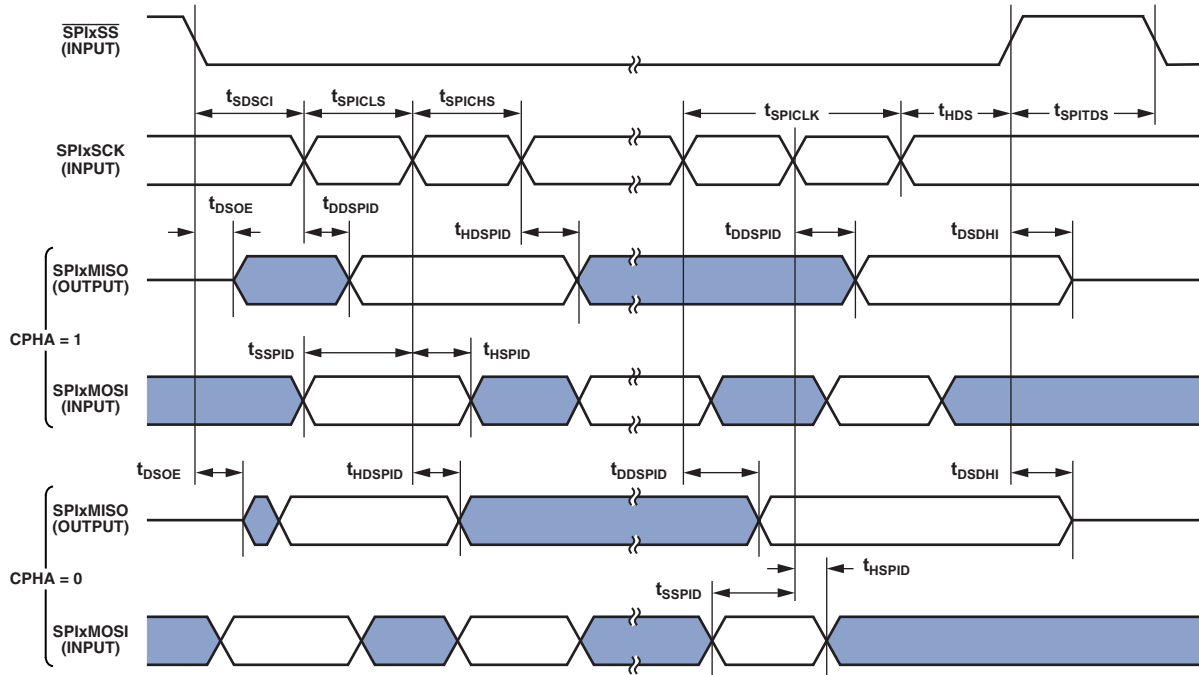 SPIxSS
(INPUT)
tSDSCI tSPICLS tSPICHS tSPICLK tHDS tSPITDS
SPIxSCK
(INPUT)
tDSOE tDDSPID tHDSPID tDDSPID tDSDHI
SPIxMISO
(OUTPUT)
CPHA = 1
tSSPID tHSPID
SPIxMOSI
(INPUT)
tDSOE tHDSPID tDDSPID tDSDHI
SPIxMISO
(OUTPUT)
CPHA = 0
tSSPID tHSPID
SPIxMOSI
(INPUT)